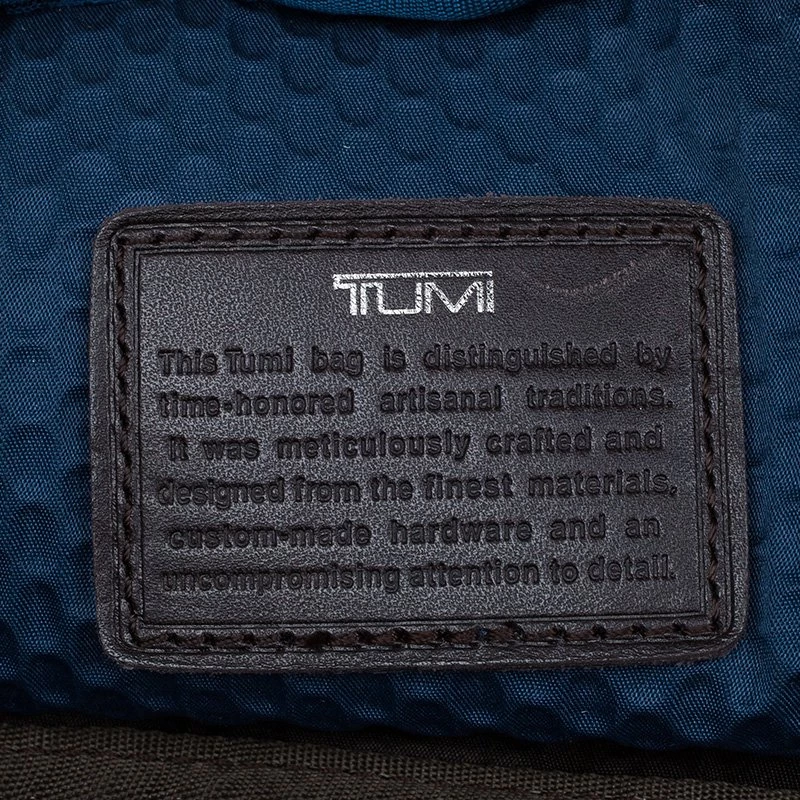 TUMI
This Tumi bag is distinguished by
time-honored artisanal traditions.
It was meticulously crafted and
designed from the finest materials,
custom-made hardware and an
uncompromising attention to detail.